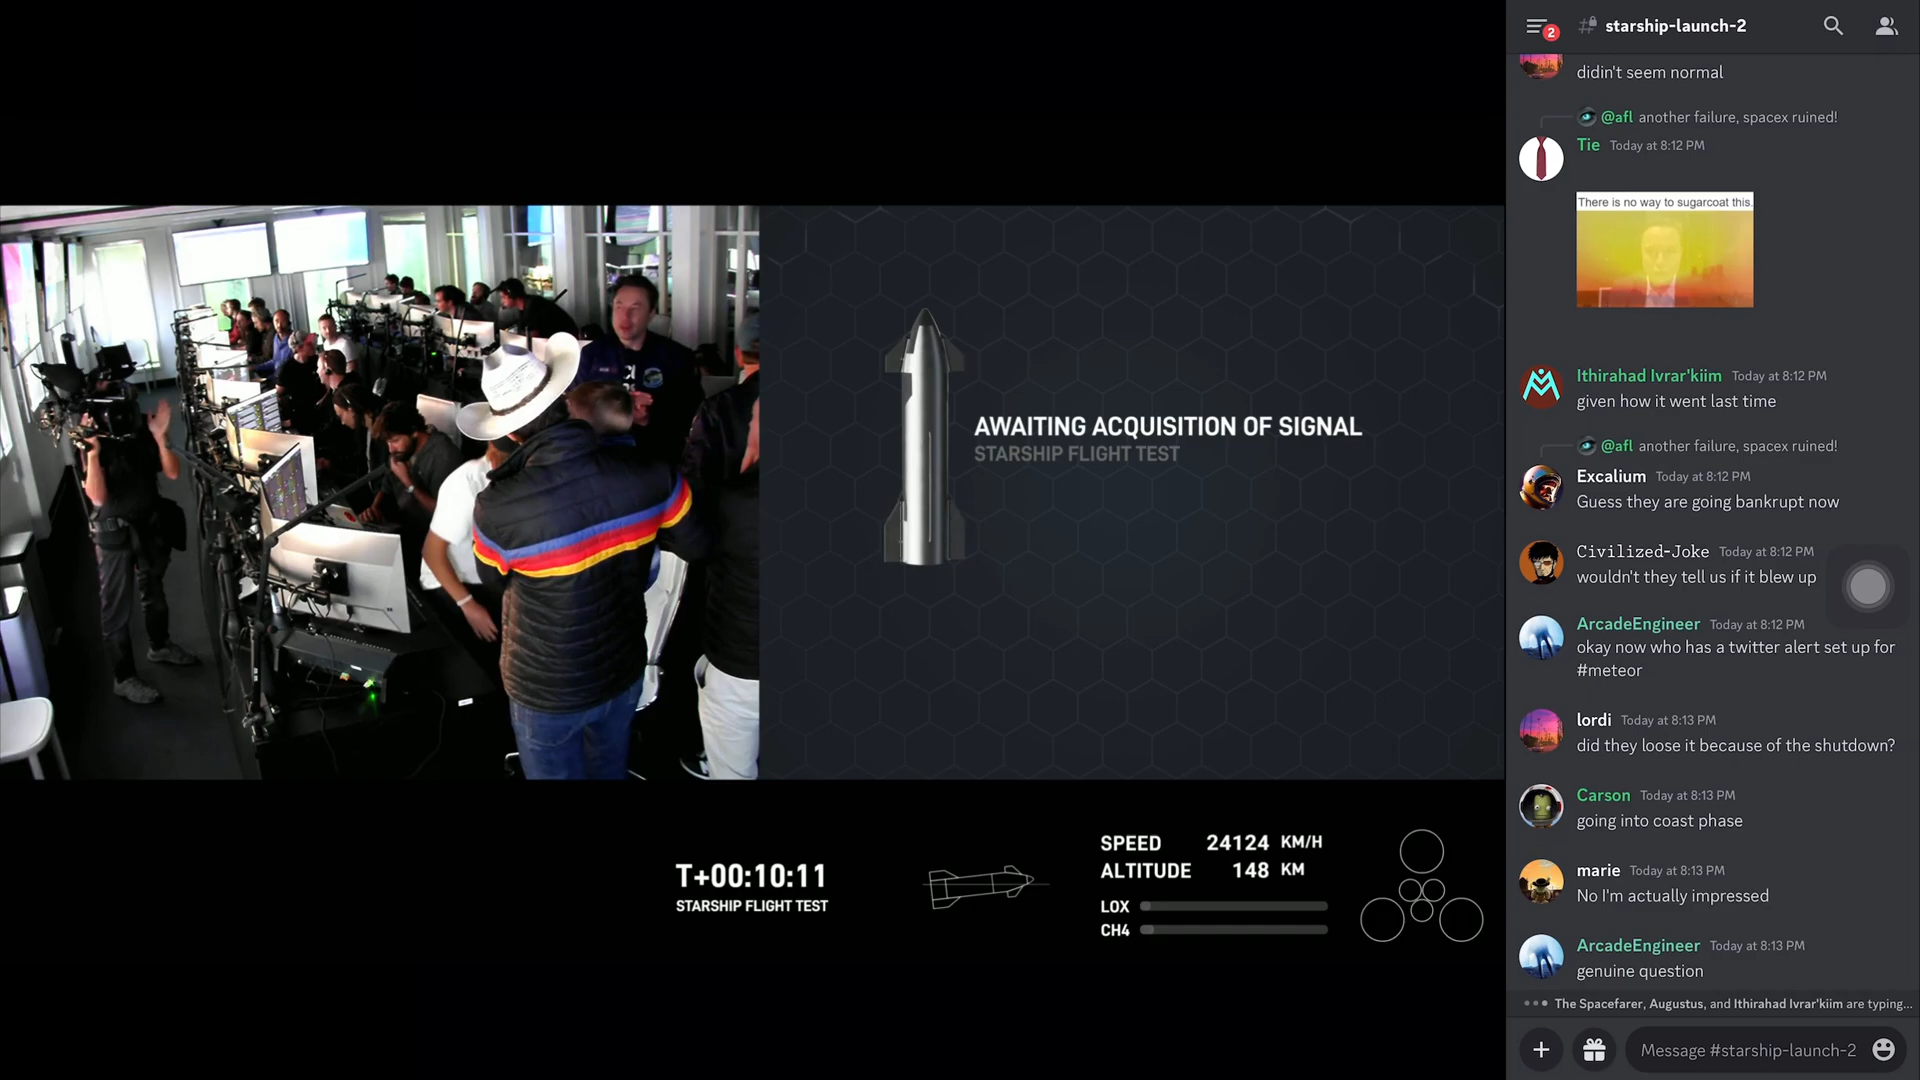 AWAITING ACQUISITION OF SIGNAL
STARSHIP FLIGHT TEST
T+00:10:11
STARSHIP FLIGHT TEST
SPEED 24124 KM/H
ALTITUDE 148 KM
LOX
CH4
2
starship-launch-2
didin't seem normal
@afl another failure, spacex ruined!
Tie Today at 8:12 PM
There is no way to sugarcoat this.
Ithirahad Ivrar'kiim Today at 8:12 PM
given how it went last time
@afl another failure, spacex ruined!
Excalium Today at 8:12 PM
Guess they are going bankrupt now
Civilized-Joke Today at 8:12 PM
wouldn't they tell us if it blew up
ArcadeEngineer Today at 8:12 PM
okay now who has a twitter alert set up for
#meteor
lordi Today at 8:13 PM
did they loose it because of the shutdown?
Carson Today at 8:13 PM
going into coast phase
marie Today at 8:13 PM
No I'm actually impressed
ArcadeEngineer Today at 8:13 PM
genuine question
The Spacefarer, Augustus, and Ithirahad Ivrar'kiim are typing...
Message #starship-launch-2